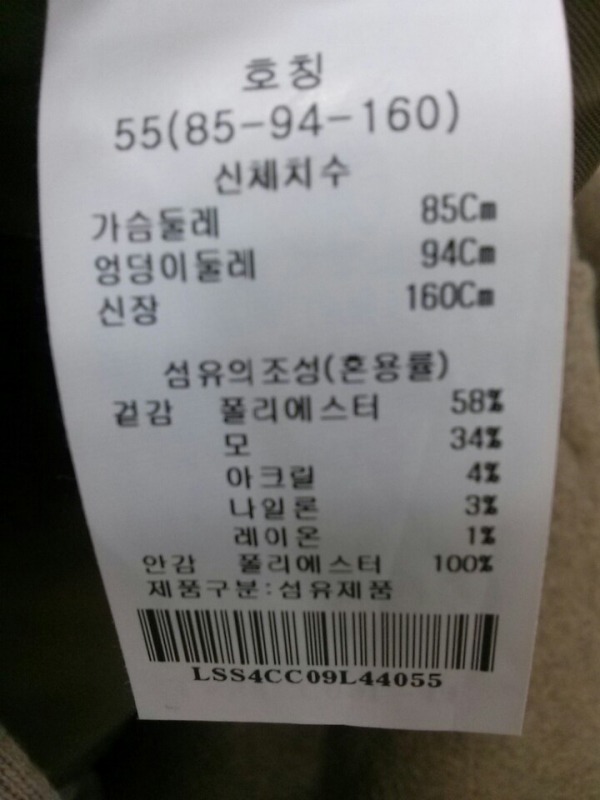 호칭
55(85-94-160)
신체치수
가슴둘레 85Cm
엉덩이둘레 94Cm
신장 160Cm
섬유의조성(혼용률)
겉감 폴리에스터 58%
모 34%
아크릴 4%
나일론 3%
레이온 1%
안감 폴리에스터 100%
제품구분:섬유제품
LSS4CC09L44055